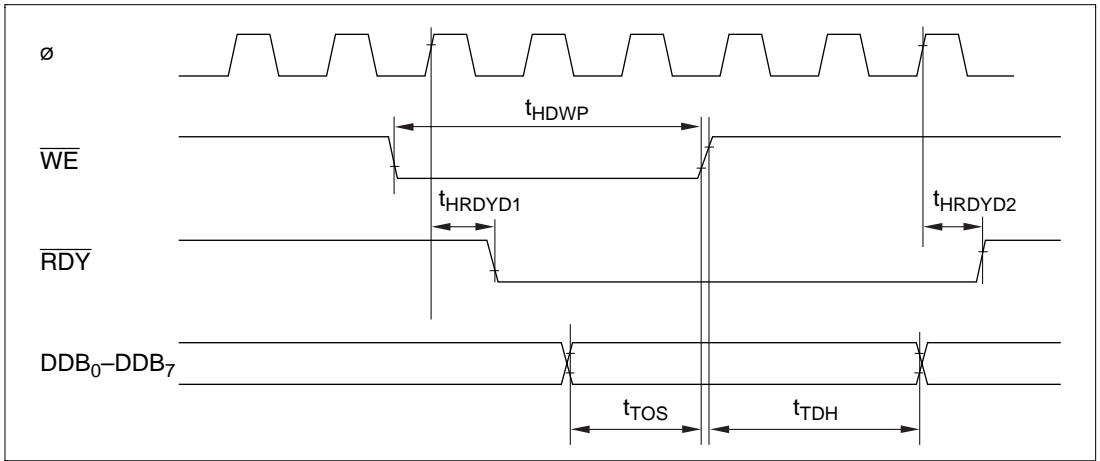 ø
tHDWP
WE
tHRDYD1
tHRDYD2
RDY
DDB0–DDB7
tTOS
tTDH